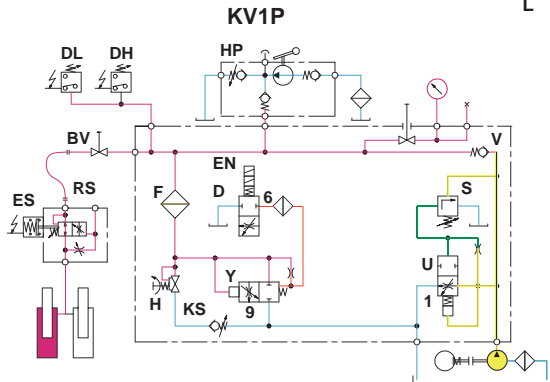 L
KV1P
DL DH HP
BV V
EN
ES RS F D 6 S
Y U
H KS 9 1